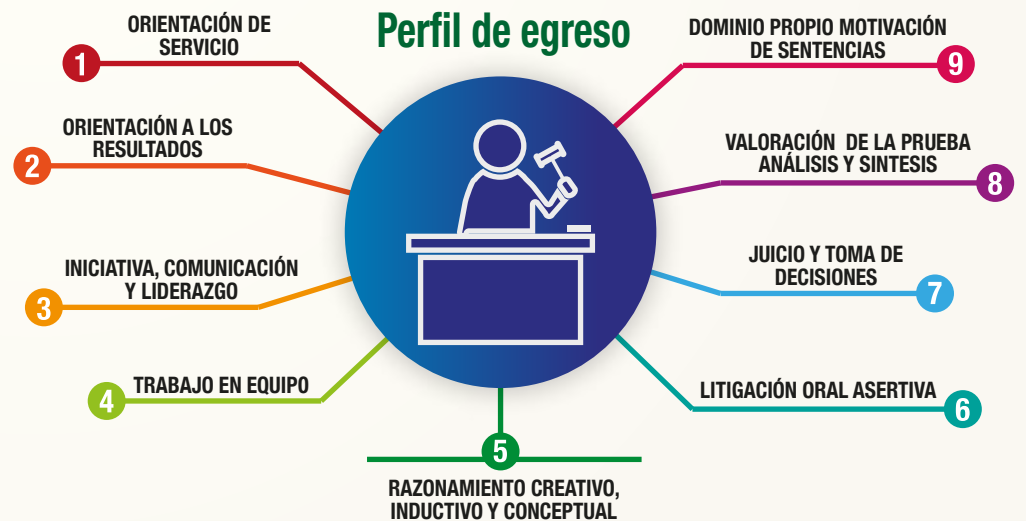 Perfil de egreso
ORIENTACIÓN DE
SERVICIO
1
ORIENTACIÓN A LOS
RESULTADOS
2
INICIATIVA, COMUNICACIÓN
Y LIDERAZGO
3
TRABAJO EN EQUIPO
4
5
RAZONAMIENTO CREATIVO,
INDUCTIVO Y CONCEPTUAL
LITIGACIÓN ORAL ASERTIVA
6
JUICIO Y TOMA DE
DECISIONES
7
VALORACIÓN DE LA PRUEBA
ANÁLISIS Y SINTESIS
8
DOMINIO PROPIO MOTIVACIÓN
DE SENTENCIAS
9